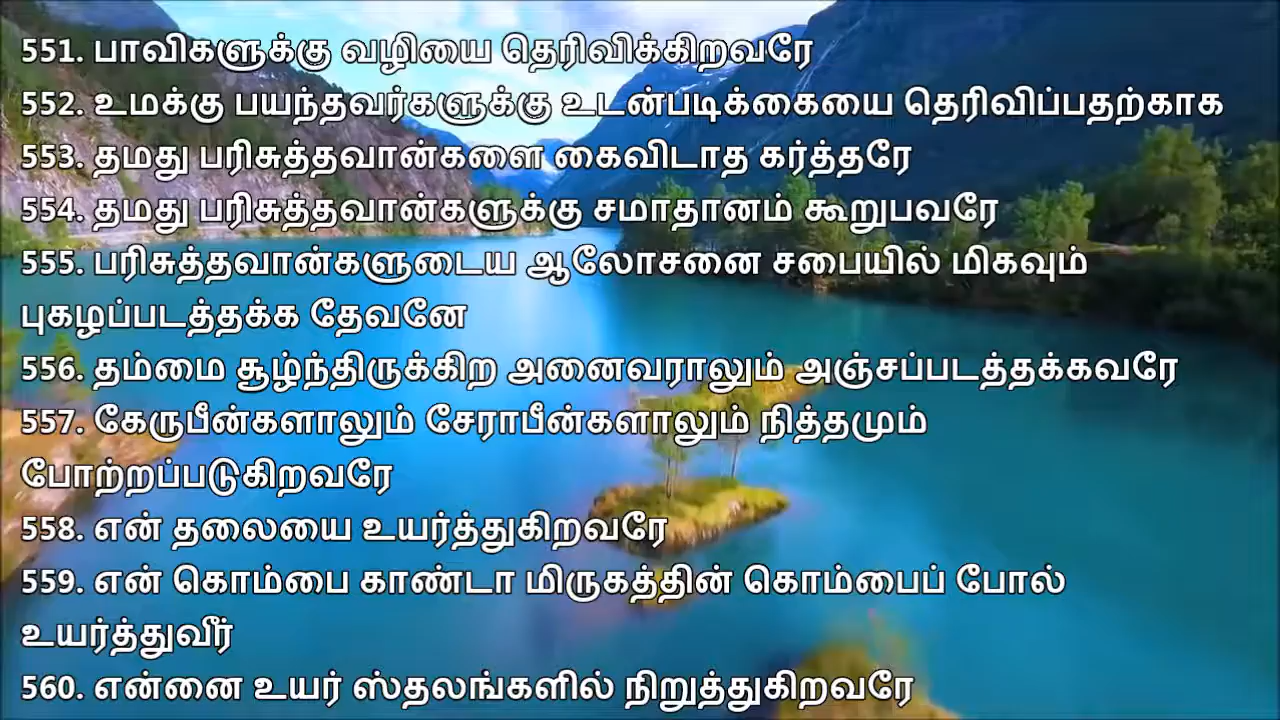 551. பாவிகளுக்கு வழியை தெரிவிக்கிறவரே
552. உமக்கு பயந்தவர்களுக்கு உடன்படிக்கையை தெரிவிப்பதற்காக
553. தமது பரிசுத்தவான்களை கைவிடாத கர்த்தரே
554. தமது பரிசுத்தவான்களுக்கு சமாதானம் கூறுபவரே
555. பரிசுத்தவான்களுடைய ஆலோசனை சபையில் மிகவும்
புகழப்படத்தக்க தேவனே
556. தம்மை சூழ்ந்திருக்கிற அனைவராலும் அஞ்சப்படத்தக்கவரே
557. கேருபீன்களாலும் சேராபீன்களாலும் நித்தமும்
போற்றப்படுகிறவரே
558. என் தலையை உயர்த்துகிறவரே
559. என் கொம்பை காண்டா மிருகத்தின் கொம்பைப் போல்
உயர்த்துவீர்
560. என்னை உயர் ஸ்தலங்களில் நிறுத்துகிறவரே